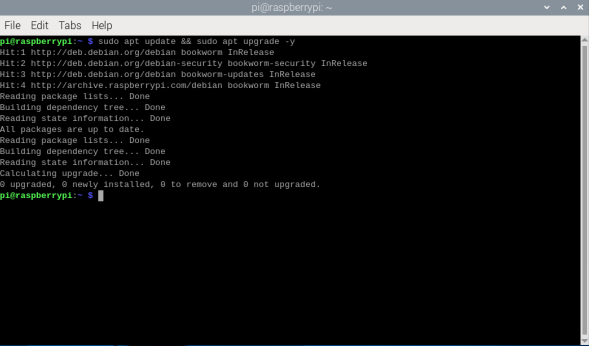 pi@raspberrypi: ~
File Edit Tabs Help
pi@raspberrypi:~ $ sudo apt update && sudo apt upgrade -y
Hit:1 http://deb.debian.org/debian bookworm InRelease
Hit:2 http://deb.debian.org/debian-security bookworm-security InRelease
Hit:3 http://deb.debian.org/debian bookworm-updates InRelease
Hit:4 http://archive.raspberrypi.com/debian bookworm InRelease
Reading package lists... Done
Building dependency tree... Done
Reading state information... Done
All packages are up to date.
Reading package lists... Done
Building dependency tree... Done
Reading state information... Done
Calculating upgrade... Done
0 upgraded, 0 newly installed, 0 to remove and 0 not upgraded.
pi@raspberrypi:~ $